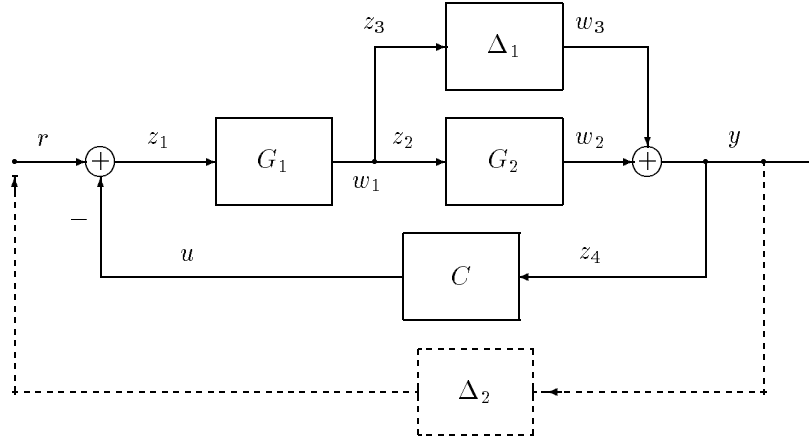 z₃
Δ₁
w₃
r
+
z₁
G₁
w₁
z₂
G₂
w₂
+
y
−
u
C
z₄
Δ₂